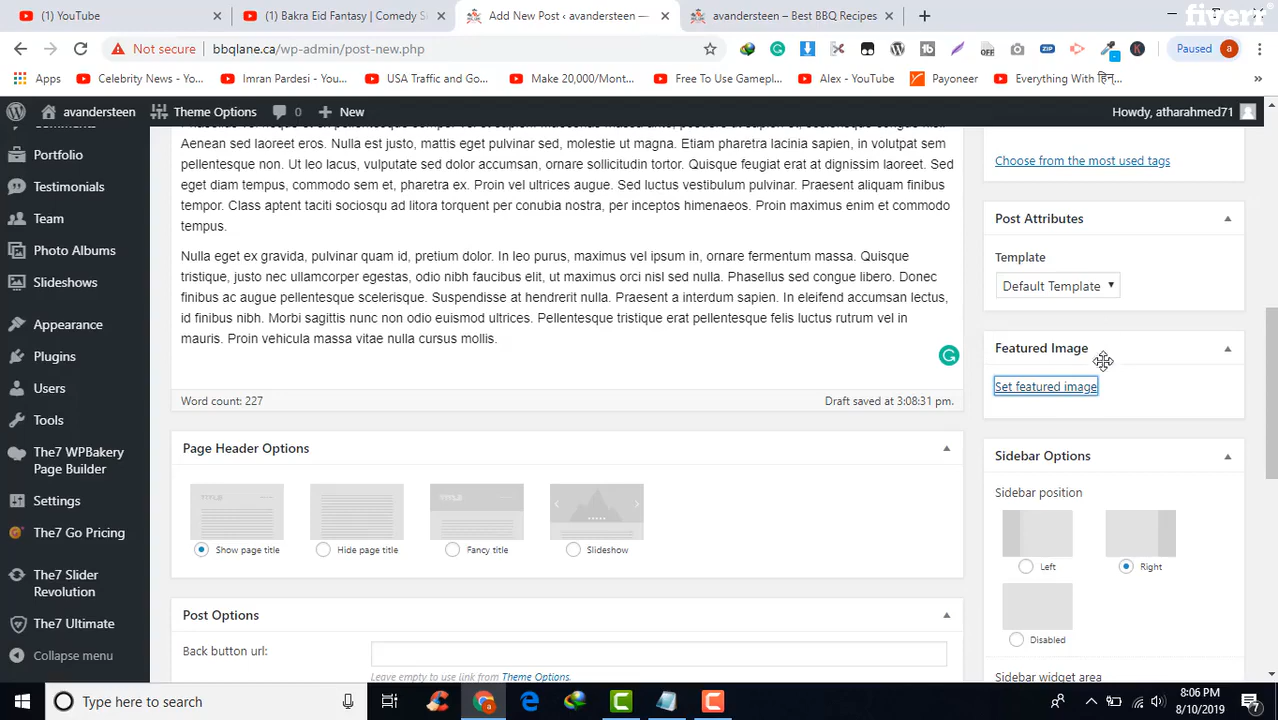 YouTube
Bakra Eid Fantasy | Comedy S
Add New Post ‹ avandersteen —
avandersteen – Best BBQ Recipes
fiverr
Not secure
bbqlane.ca/wp-admin/post-new.php
OFF
ZIP
Paused
a
Apps
Celebrity News - Yo...
Imran Pardesi - You...
USA Traffic and Go...
Make 20,000/Mont...
Free To Use Gampl...
Alex - YouTube
Payoneer
Everything With हिन्...
»
avandersteen
Theme Options
0
New
Howdy, atharahmed71
Comments
Portfolio
Testimonials
Team
Photo Albums
Slideshows
Appearance
Plugins
Users
Tools
The7 WPBakery
Page Builder
Settings
The7 Go Pricing
The7 Slider
Revolution
The7 Ultimate
Collapse menu
Aenean sed laoreet eros. Nulla est justo, mattis eget pulvinar sed, molestie ut magna. Etiam pharetra lacinia sapien, in volutpat sem
pellentesque non. Ut leo lacus, vulputate sed dolor accumsan, ornare sollicitudin tortor. Quisque feugiat erat at dignissim laoreet. Sed
eget diam tempus, commodo sem et, pharetra ex. Proin vel ultrices augue. Sed luctus vestibulum pulvinar. Praesent aliquam finibus
tempor. Class aptent taciti sociosqu ad litora torquent per conubia nostra, per inceptos himenaeos. Proin maximus enim et commodo
tempus.
Nulla eget ex gravida, pulvinar quam id, pretium dolor. In leo purus, maximus vel ipsum in, ornare fermentum massa. Quisque
tristique, justo nec ullamcorper egestas, odio nibh faucibus elit, ut maximus orci nisl sed nulla. Phasellus sed congue libero. Donec
finibus ac augue pellentesque scelerisque. Suspendisse at hendrerit nulla. Praesent a interdum sapien. In eleifend accumsan lectus,
id finibus nibh. Morbi sagittis nunc non odio euismod ultrices. Pellentesque tristique erat pellentesque felis luctus rutrum vel in
mauris. Proin vehicula massa vitae nulla cursus mollis.
Word count: 227
Draft saved at 3:08:31 pm.
Page Header Options
TITLE
TITLE
Show page title
Hide page title
Fancy title
Slideshow
Post Options
Back button url:
Leave empty to use link from Theme Options.
Choose from the most used tags
Post Attributes
Template
Default Template
Featured Image
Set featured image
Sidebar Options
Sidebar position
Left
Right
Disabled
Sidebar widget area
Type here to search
8:06 PM
8/10/2019
7